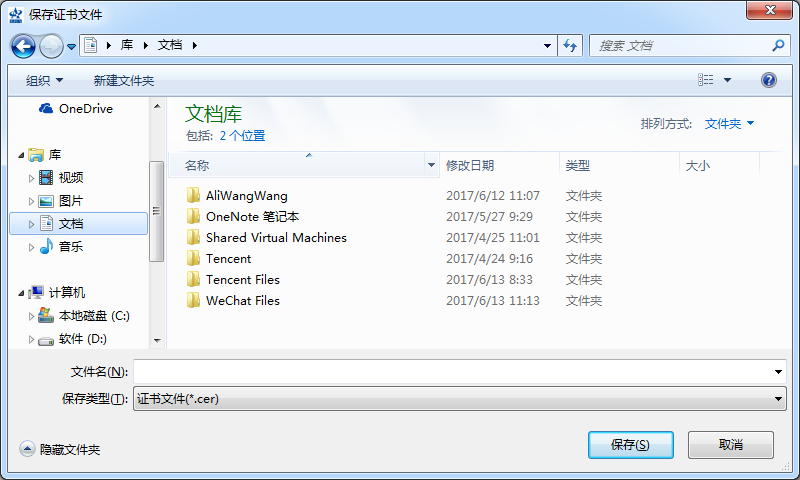 保存证书文件
库 文档
搜索 文档
组织 新建文件夹
OneDrive
库
视频
图片
文档
音乐
计算机
本地磁盘 (C:)
软件 (D:)
文档库
包括: 2 个位置
排列方式: 文件夹
名称 修改日期 类型 大小
AliWangWang 2017/6/12 11:07 文件夹
OneNote 笔记本 2017/5/27 9:29 文件夹
Shared Virtual Machines 2017/4/25 11:01 文件夹
Tencent 2017/4/24 9:16 文件夹
Tencent Files 2017/6/13 8:33 文件夹
WeChat Files 2017/6/13 11:13 文件夹
文件名(N):
保存类型(T): 证书文件(*.cer)
隐藏文件夹 保存(S) 取消